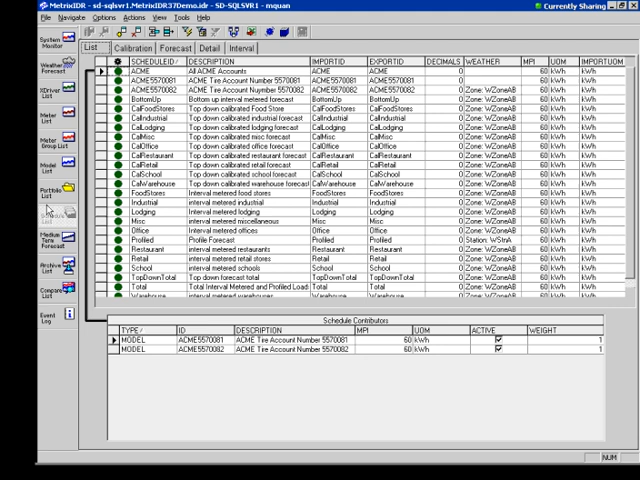 MetrixIDR - sd-sqlsvr1.MetrixIDR37Demo.idr - SD-SQLSVR1 - mquan
Currently Sharing
File Navigate Options Action View Tools Help
List Calibration Forecast Detail Interval
System Monitor
Weather Forecast
XDriver List
Meter List
Meter Group List
Model List
Portfolio List
List
Medium Term Forecast
Archive List
Compare List
Event Log
SCHEDULEID DESCRIPTION IMPORTID EXPORTID DECIMALS WEATHER MPI UOM IMPORTUOM
ACME All ACME Accounts ACME ACME 0 60 kWh kWh
ACME5570081 ACME Tire Account Number 5570081 ACME5570081 ACME5570081 0 60 kWh kWh
ACME5570082 ACME Tire Account Nuymber 5570082 ACME5570082 ACME5570082 0 Zone: WZoneAB 60 kWh kWh
BottomUp Bottom up interval metered forecast BottomUp BottomUp 0 Zone: WZoneAB 60 kWh kWh
CalFoodStores Top down calibrated Food Store CalFoodStores CalFoodStores 0 Zone: WZoneAB 60 kWh kWh
CalIndustrial Top down calibrated industrial forecast CalIndustrial CalIndustrial 0 Zone: WZoneAB 60 kWh kWh
CalLodging Top down calibrated lodging forecast CalLodging CalLodging 0 Zone: WZoneAB 60 kWh kWh
CalMisc Top down calibrated misc forecast CalMisc CalMisc 0 Zone: WZoneAB 60 kWh kWh
CalOffice Top down calibrated office forecast CalOffice CalOffice 0 Zone: WZoneAB 60 kWh kWh
CalRestaurant Top down calibrated restaurant forecast CalRestaurant CalRestaurant 0 Zone: WZoneAB 60 kWh kWh
CalRetail Top down calibrated retail forecast CalRetail CalRetail 0 Zone: WZoneAB 60 kWh kWh
CalSchool Top down calibrated school forecast CalSchool CalSchool 0 Zone: WZoneAB 60 kWh kWh
CalWarehouse Top down calibrated warehouse forecast CalWarehouse CalWarehouse 0 Zone: WZoneAB 60 kWh kWh
FoodStores Interval metered food stores FoodStores FoodStores 0 Zone: WZoneAB 60 kWh kWh
Industrial interval metered industrial Industrial Industrial 0 Zone: WZoneAB 60 kWh kWh
Lodging Interval metered lodging Lodging Lodging 0 Zone: WZoneAB 60 kWh kWh
Misc interval metered miscellaneous Misc Misc 0 Zone: WZoneAB 60 kWh kWh
Office Interval metered offices Office Office 0 Zone: WZoneAB 60 kWh kWh
Profiled Profile Forecast Profiled Profiled 0 Station: WStnA 60 kWh kWh
Restaurant interval metered restaurants Restaurant Restaurant 0 Zone: WZoneAB 60 kWh kWh
Retail interval metered retail stores Retail Retail 0 Zone: WZoneAB 60 kWh kWh
School interval metered schools School School 0 Zone: WZoneAB 60 kWh kWh
TopDownTotal Top down forecast total TopDownTotal TopDownTotal 0 Zone: WZoneAB 60 kWh kWh
Total Total Interval Metered and Profiled Load Total Total 0 Zone: WZoneAB 60 kWh kWh
Warehouse Interval metered warehouses Warehouse Warehouse 0 Zone: WZoneAB 60 kWh kWh
Schedule Contributors
TYPE ID DESCRIPTION MPI UOM ACTIVE WEIGHT
MODEL ACME5570081 ACME Tire Account Number 5570081 60 kWh 1
MODEL ACME5570082 ACME Tire Account Number 5570082 60 kWh 1
NUM